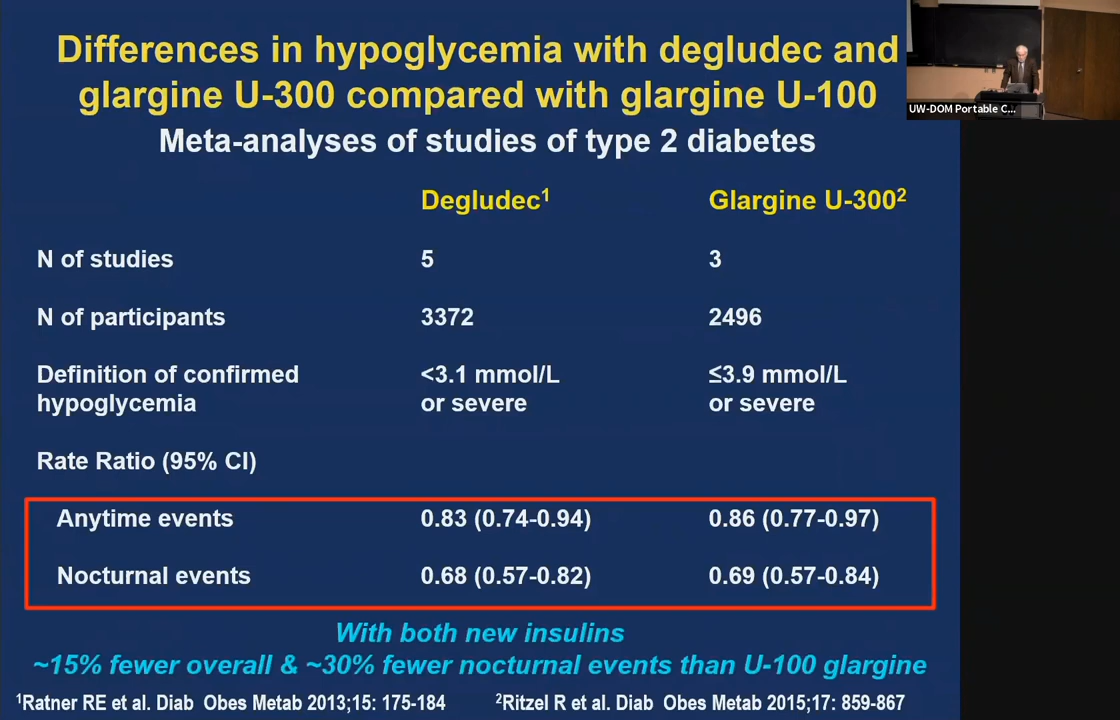 Differences in hypoglycemia with degludec and
glargine U-300 compared with glargine U-100
Meta-analyses of studies of type 2 diabetes
UW-DOM Portable C...
Degludec¹ Glargine U-300²
N of studies 5 3
N of participants 3372 2496
Definition of confirmed <3.1 mmol/L ≤3.9 mmol/L
hypoglycemia or severe or severe
Rate Ratio (95% CI)
Anytime events 0.83 (0.74-0.94) 0.86 (0.77-0.97)
Nocturnal events 0.68 (0.57-0.82) 0.69 (0.57-0.84)
With both new insulins
~15% fewer overall & ~30% fewer nocturnal events than U-100 glargine
¹Ratner RE et al. Diab Obes Metab 2013;15: 175-184 ²Ritzel R et al. Diab Obes Metab 2015;17: 859-867